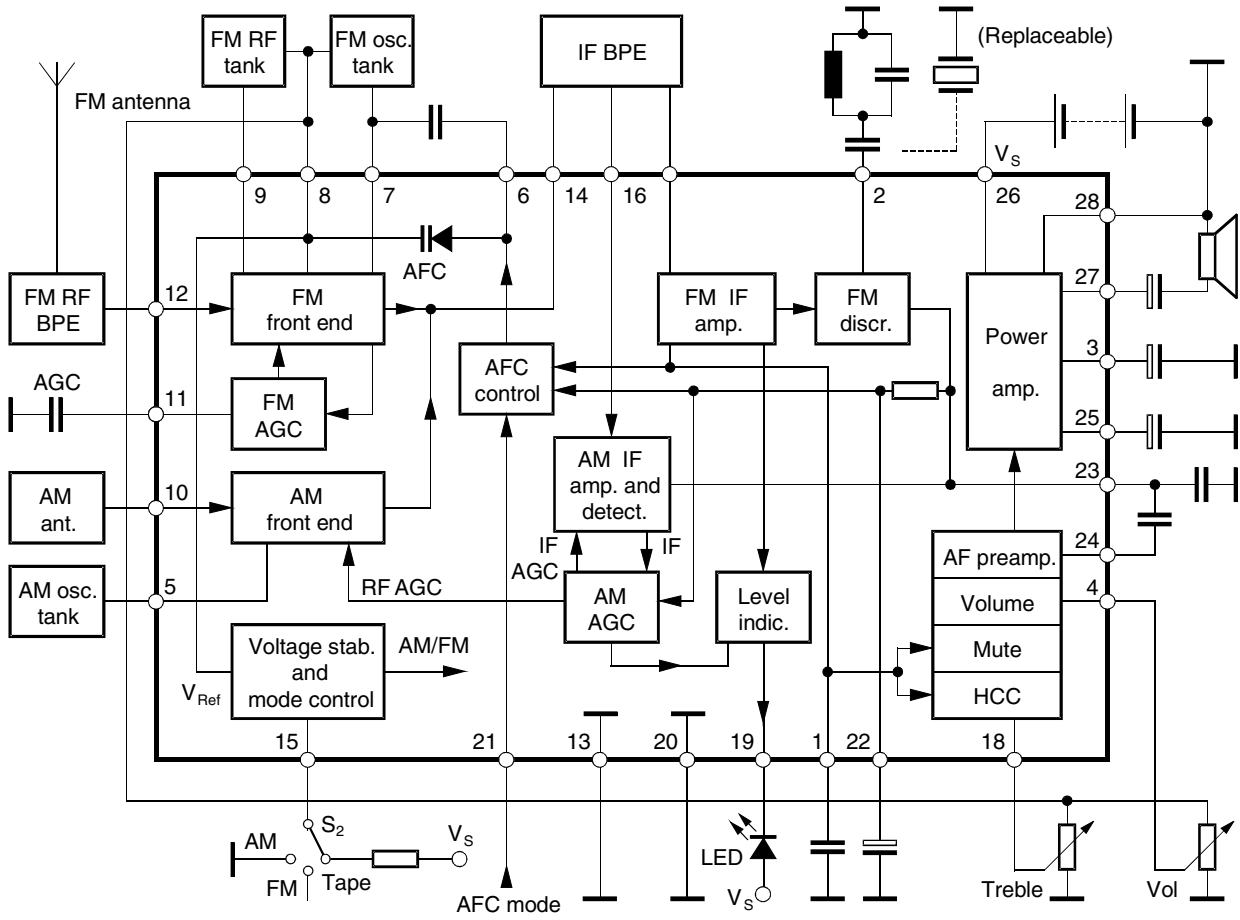 FM RF
tank
FM osc.
tank
IF BPE
(Replaceable)
FM antenna
V_S
9
8
7
6
14
16
2
26
28
AFC
FM RF
BPE
12
FM
front end
FM IF
amp.
FM
discr.
27
Power
amp.
3
AFC
control
AGC
11
FM
AGC
25
AM IF
amp. and
detect.
23
AM
ant.
10
AM
front end
24
IF
AGC
IF
AF preamp.
4
AM osc.
tank
5
RF AGC
AM
AGC
Level
indic.
Volume
Voltage stab.
and
mode control
AM/FM
Mute
V_Ref
HCC
15
21
13
20
19
1
22
18
S_2
AM
V_S
FM
Tape
LED
V_S
AFC mode
Treble
Vol